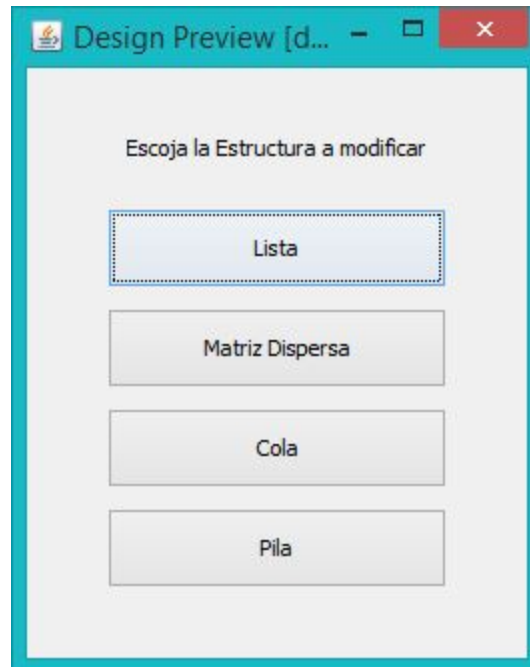 Design Preview [d...
Escoja la Estructura a modificar
Lista
Matriz Dispersa
Cola
Pila